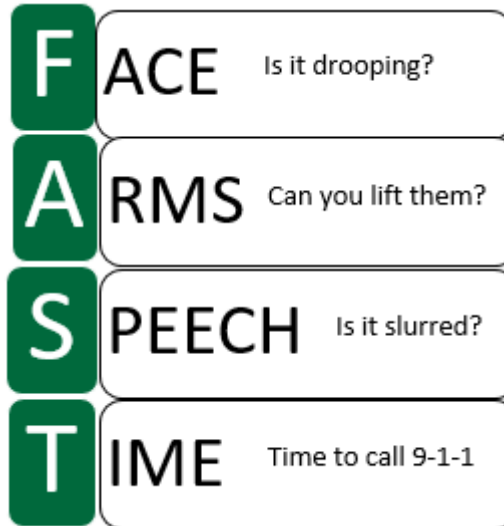 FACE Is it drooping?
ARMS Can you lift them?
SPEECH Is it slurred?
TIME Time to call 9-1-1